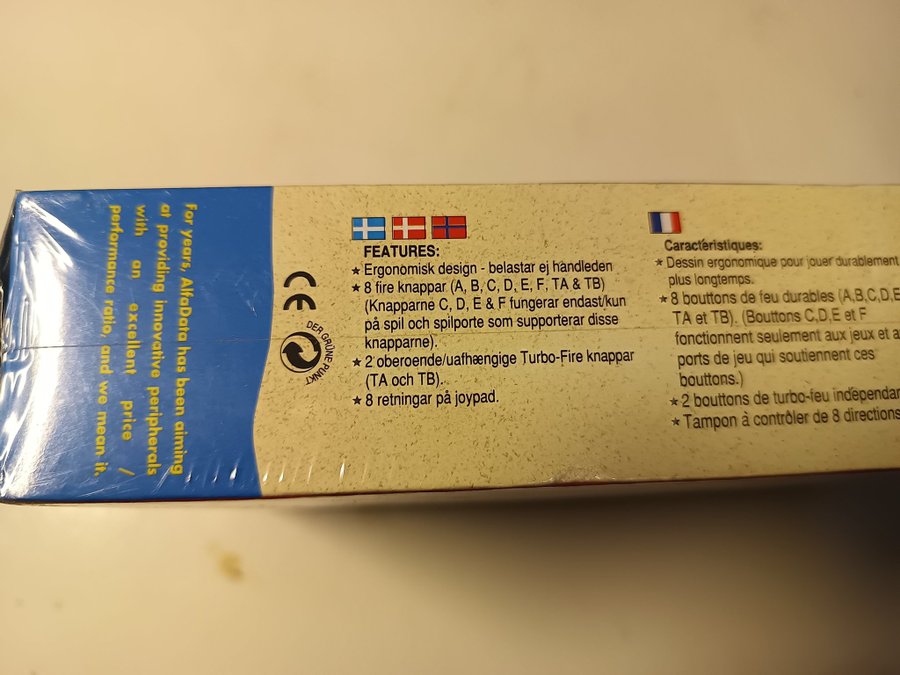 For years, AlfaData has been aiming
at providing innovative peripherals
with an excellent price /
performance ratio, and we mean it.
CE
DER GRÜNE PUNKT
FEATURES:
★ Ergonomisk design - belastar ej handleden
★ 8 fire knappar (A, B, C, D, E, F, TA & TB)
(Knapparne C, D, E & F fungerar endast/kun
på spil och spilporte som supporterar disse
knapparne).
★ 2 oberoende/uafhængige Turbo-Fire knappar
(TA och TB).
★ 8 retningar på joypad.
Caractéristiques:
★ Dessin ergonomique pour jouer durablement
plus longtemps.
★ 8 bouttons de feu durables (A,B,C,D,E
TA et TB). (Bouttons C,D,E et F
fonctionnent seulement aux jeux et a
ports de jeu qui soutiennent ces
bouttons.)
★ 2 bouttons de turbo-feu indépendan
★ Tampon à contrôler de 8 directions